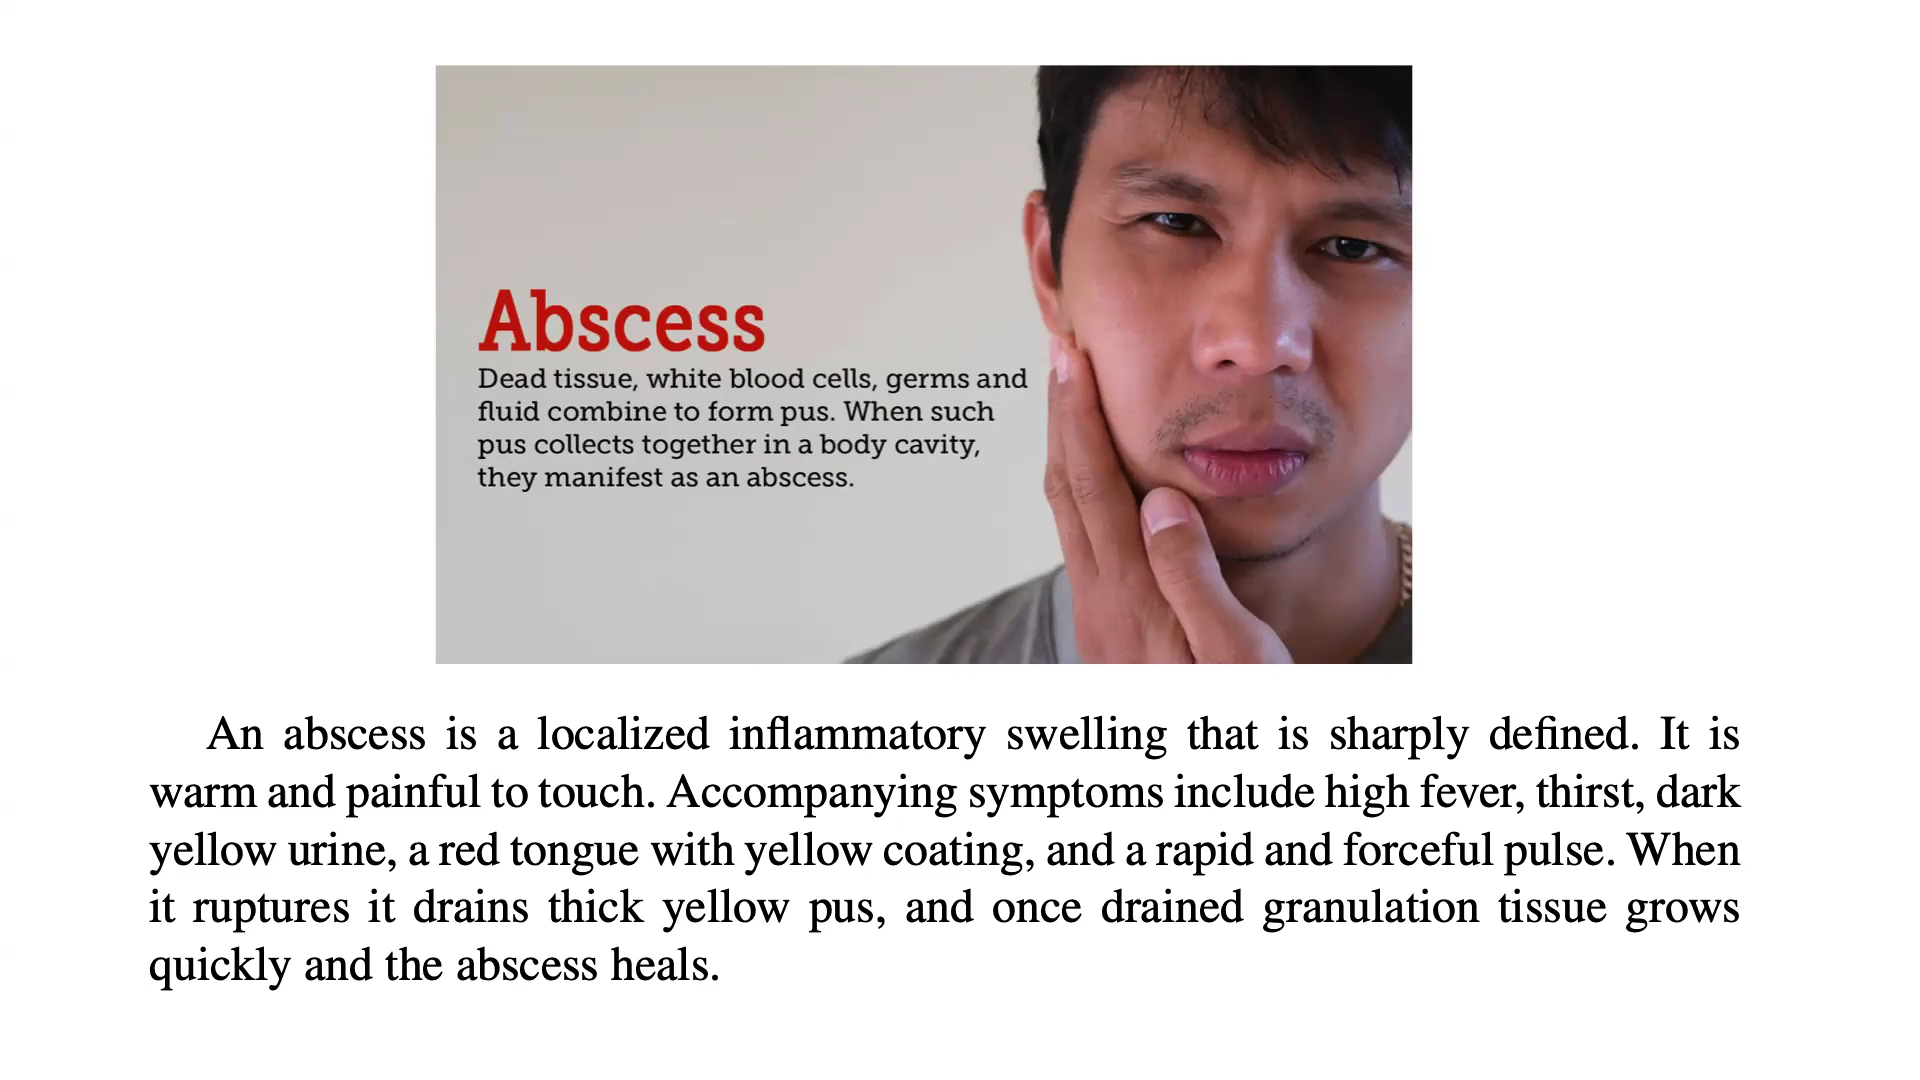 Abscess
Dead tissue, white blood cells, germs and
fluid combine to form pus. When such
pus collects together in a body cavity,
they manifest as an abscess.
An abscess is a localized inflammatory swelling that is sharply defined. It is
warm and painful to touch. Accompanying symptoms include high fever, thirst, dark
yellow urine, a red tongue with yellow coating, and a rapid and forceful pulse. When
it ruptures it drains thick yellow pus, and once drained granulation tissue grows
quickly and the abscess heals.